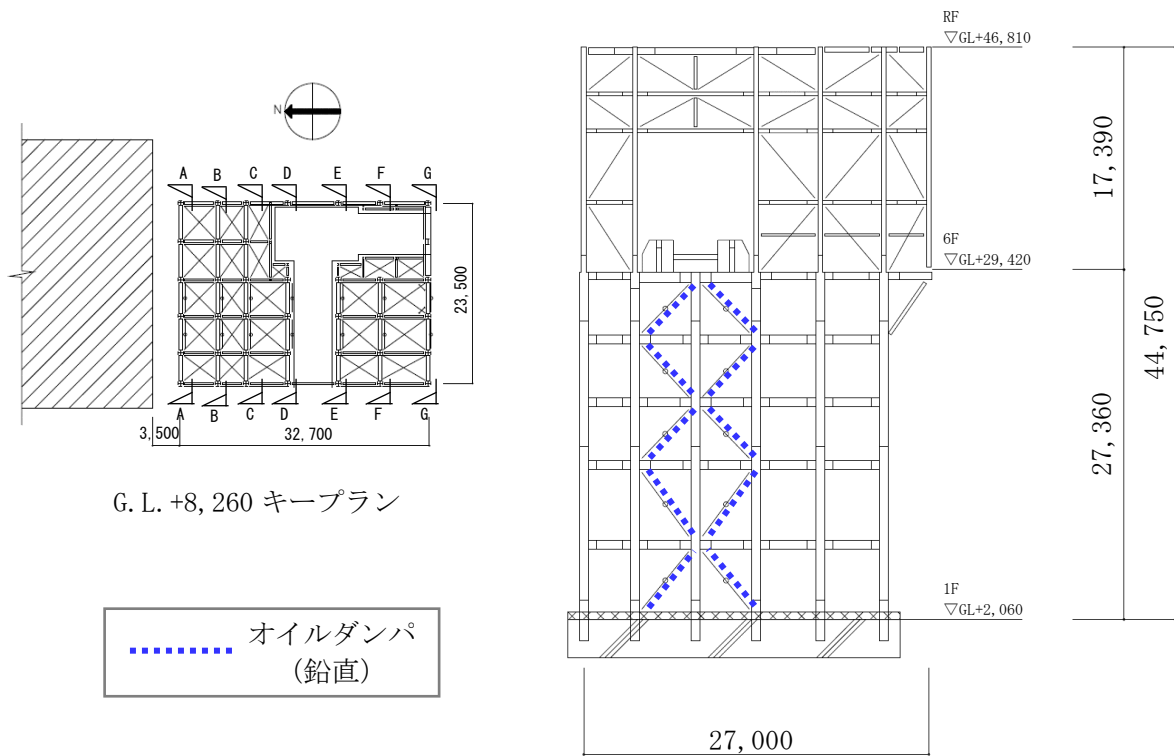 N
A
B
C
D
E
F
G
23,500
A
B
C
D
E
F
G
3,500
32,700
G.L.+8,260 キープラン
オイルダンパ
(鉛直)
RF
▽GL+46,810
17,390
6F
▽GL+29,420
44,750
27,360
1F
▽GL+2,060
27,000